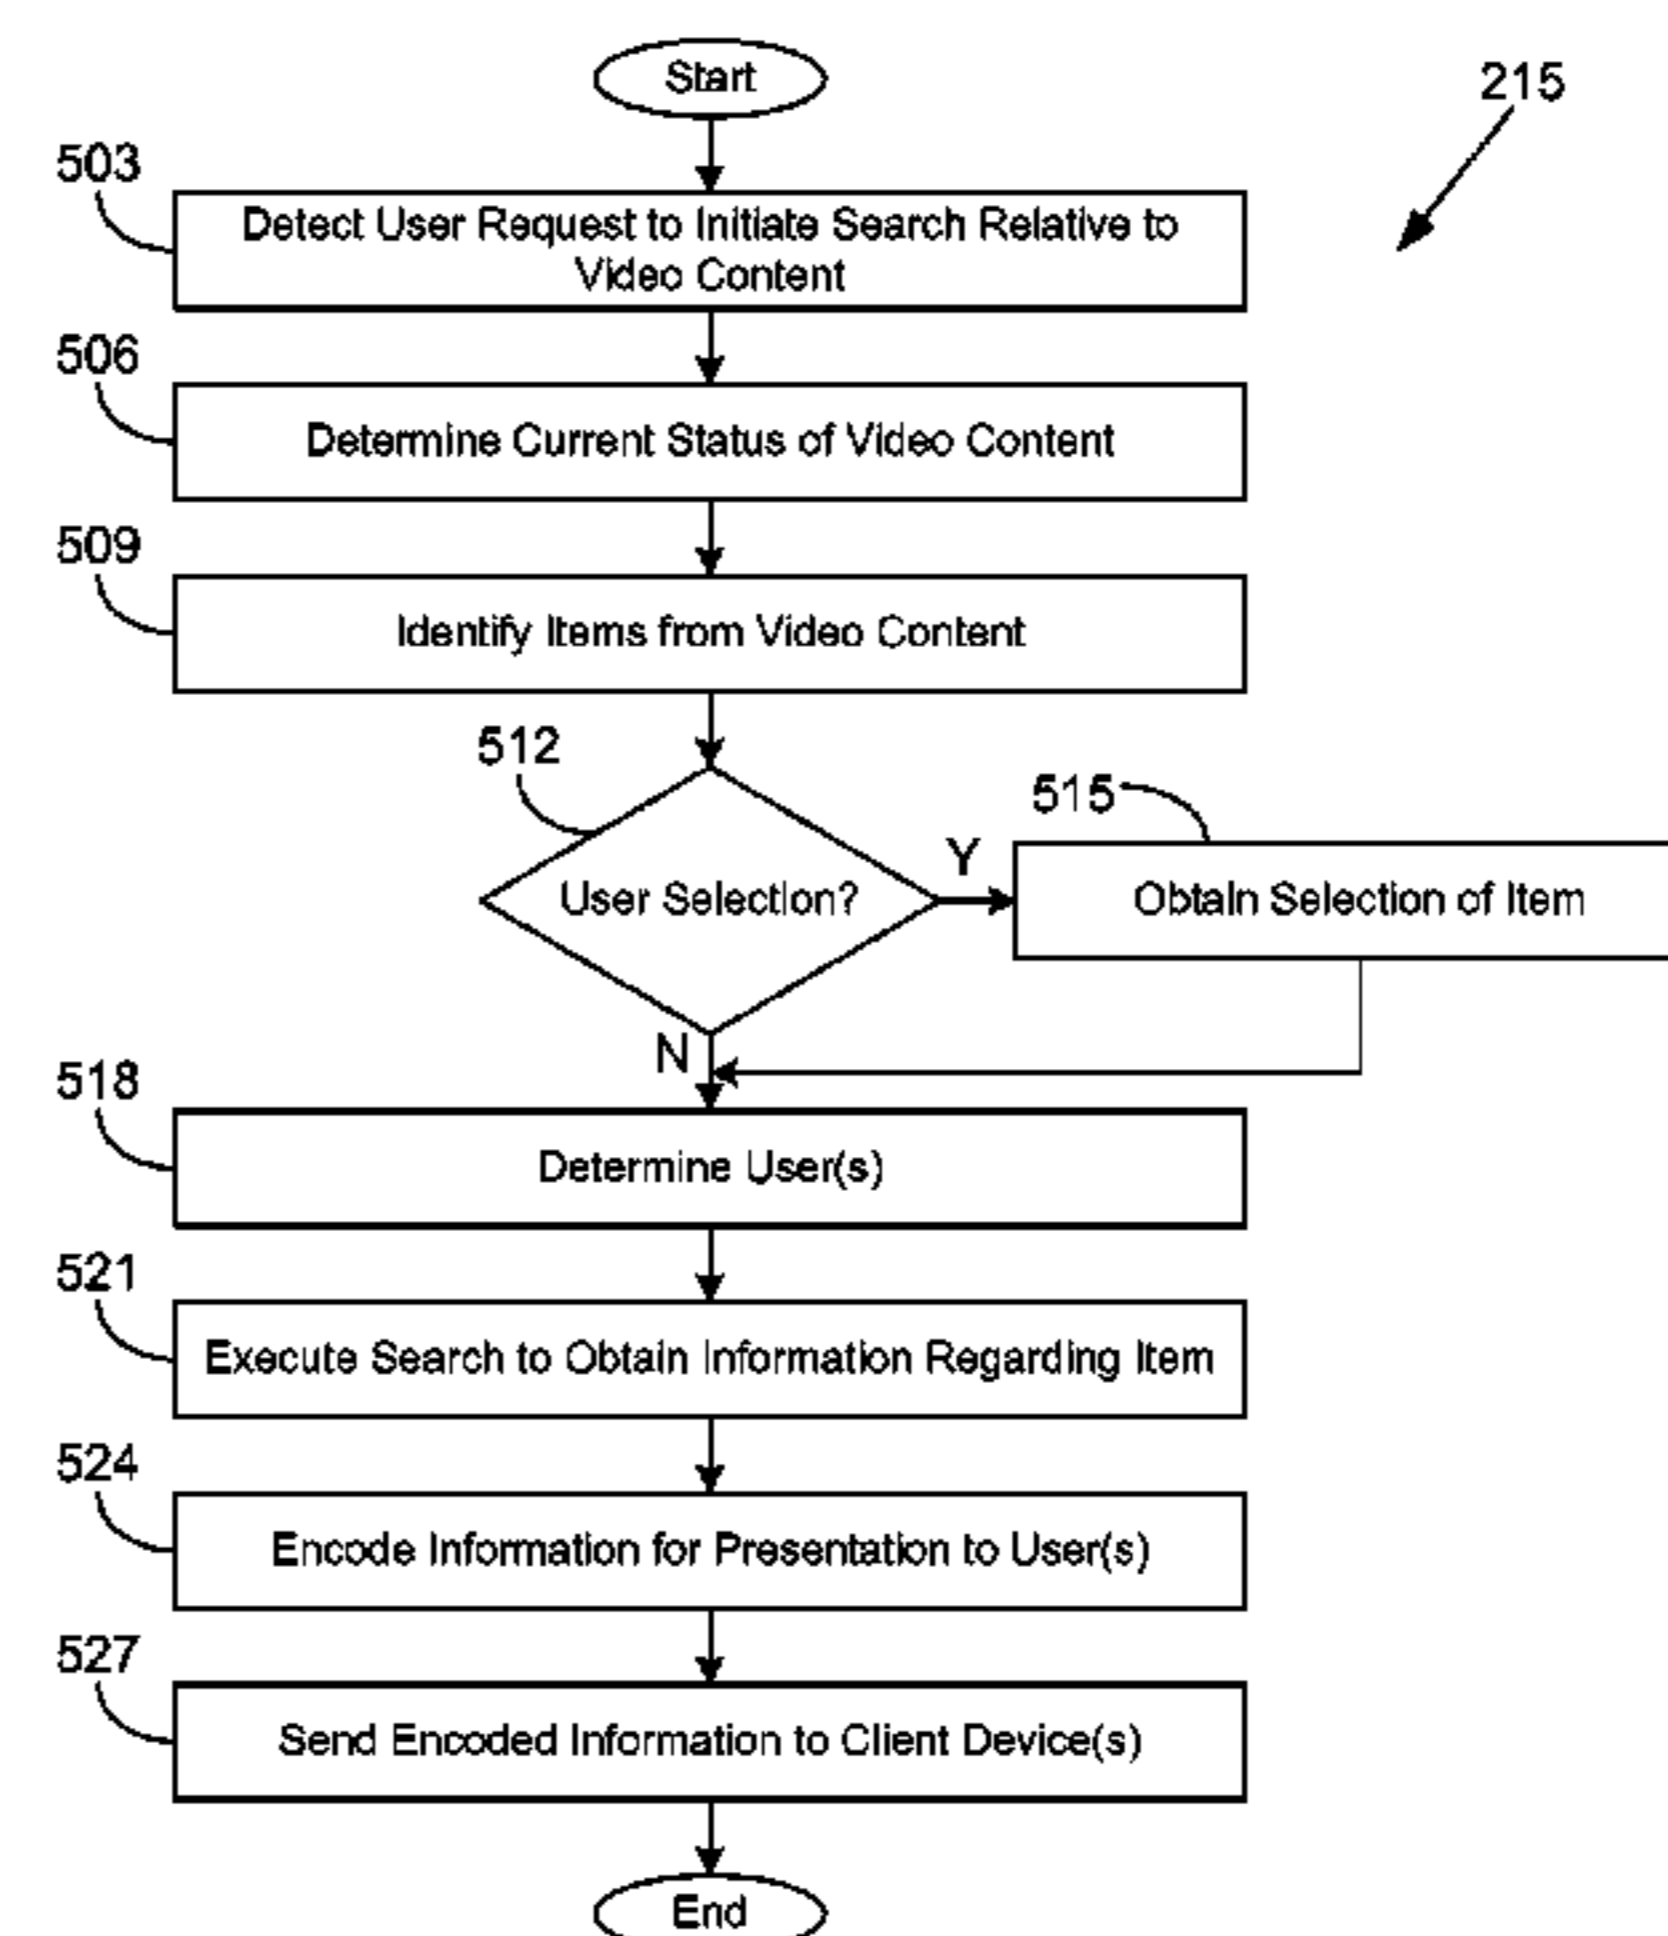 Start
215
503
Detect User Request to Initiate Search Relative to
Video Content
506
Determine Current Status of Video Content
509
Identify Items from Video Content
512
User Selection?
Y
515
Obtain Selection of Item
N
518
Determine User(s)
521
Execute Search to Obtain Information Regarding Item
524
Encode Information for Presentation to User(s)
527
Send Encoded Information to Client Device(s)
End